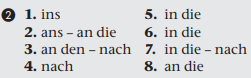 2 1. ins 5. in die
2. ans – an die 6. in die
3. an den – nach 7. in die – nach
4. nach 8. an die